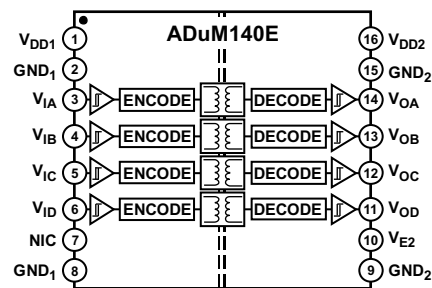 ADuM140E
VDD1 1 16 VDD2
GND1 2 15 GND2
VIA 3 ENCODE DECODE 14 VOA
VIB 4 ENCODE DECODE 13 VOB
VIC 5 ENCODE DECODE 12 VOC
VID 6 ENCODE DECODE 11 VOD
NIC 7 10 VE2
GND1 8 9 GND2